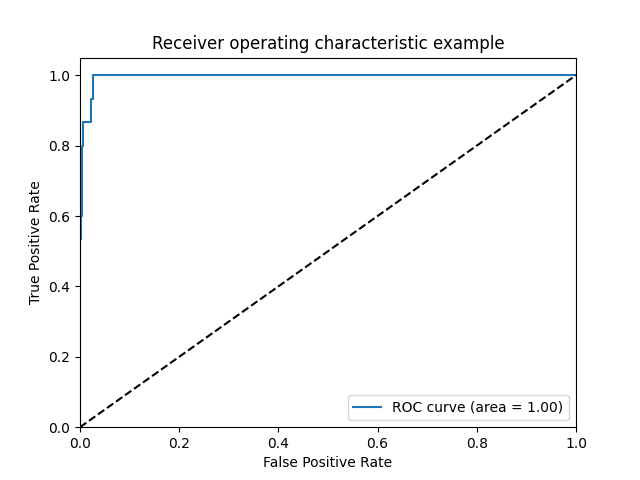 Receiver operating characteristic example
1.0
0.8
0.6
0.4
0.2
0.0
True Positive Rate
ROC curve (area = 1.00)
0.0 0.2 0.4 0.6 0.8 1.0
False Positive Rate